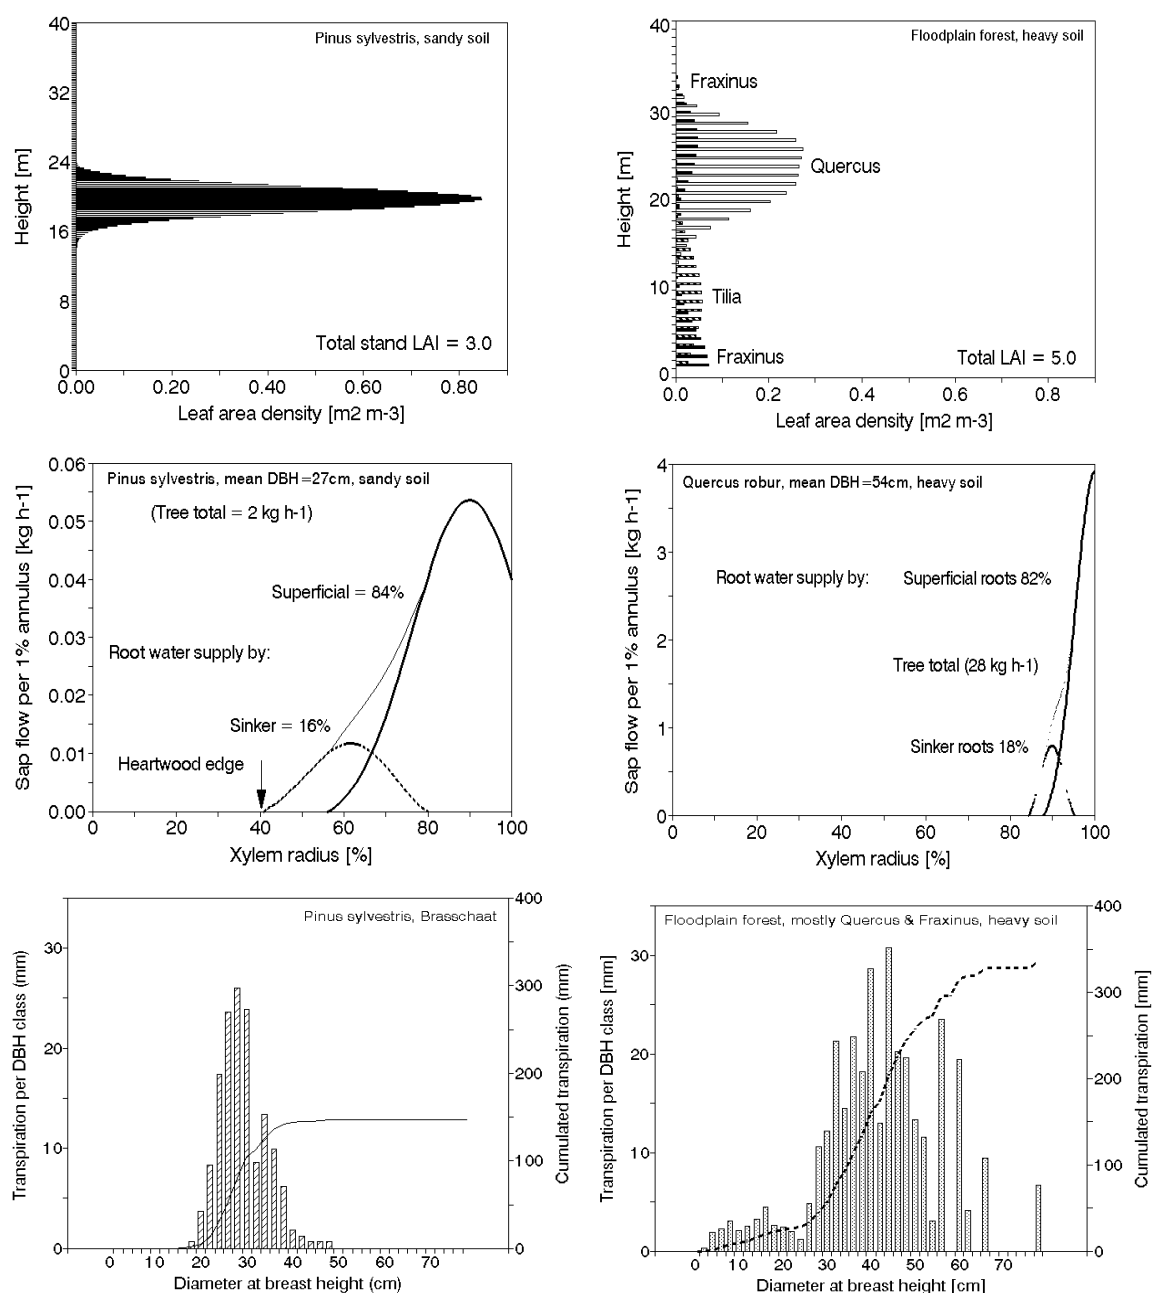 40
32
24
16
8
0
Height [m]
Pinus sylvestris, sandy soil
Total stand LAI = 3.0
0.00 0.20 0.40 0.60 0.80
Leaf area density [m2 m-3]
40
30
20
10
0
Height [m]
Floodplain forest, heavy soil
Fraxinus
Quercus
Tilia
Fraxinus
Total LAI = 5.0
0.0 0.2 0.4 0.6 0.8
Leaf area density [m2 m-3]
0.06
0.05
0.04
0.03
0.02
0.01
0.00
Sap flow per 1% annulus [kg h-1]
Pinus sylvestris, mean DBH=27cm, sandy soil
(Tree total = 2 kg h-1)
Superficial = 84%
Root water supply by:
Sinker = 16%
Heartwood edge
0 20 40 60 80 100
Xylem radius [%]
4
3
2
1
0
Sap flow per 1% annulus [kg h-1]
Quercus robur, mean DBH=54cm, heavy soil
Root water supply by: Superficial roots 82%
Tree total (28 kg h-1)
Sinker roots 18%
0 20 40 60 80 100
Xylem radius [%]
30
20
10
0
Transpiration per DBH class (mm)
Pinus sylvestris, Brasschaat
400
300
200
100
0
Cumulated transpiration (mm)
0 10 20 30 40 50 60 70
Diameter at breast height (cm)
30
20
10
0
Transpiration per DBH class [mm]
Floodplain forest, mostly Quercus & Fraxinus, heavy soil
400
300
200
100
0
Cumulated transpiration [mm]
0 10 20 30 40 50 60 70
Diameter at breast height [cm]